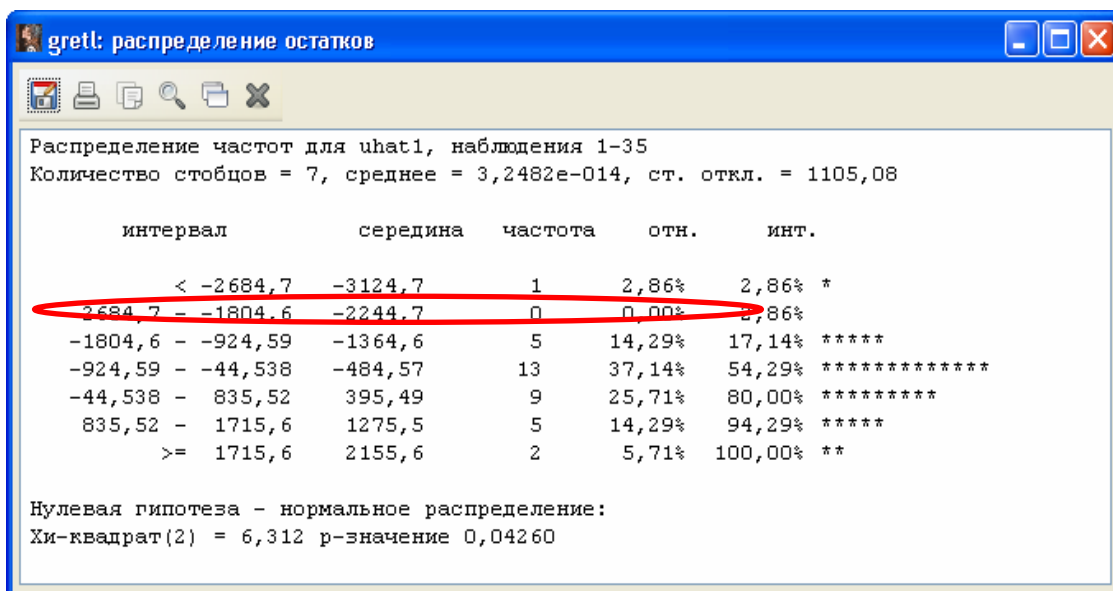 gretl: распределение остатков
Распределение частот для uhat1, наблюдения 1-35
Количество стобцов = 7, среднее = 3,2482e-014, ст. откл. = 1105,08
интервал середина частота отн. инт.
< -2684,7 -3124,7 1 2,86% 2,86% *
-2684,7 - -1804,6 -2244,7 0 0,00% 2,86%
-1804,6 - -924,59 -1364,6 5 14,29% 17,14% *****
-924,59 - -44,538 -484,57 13 37,14% 54,29% *************
-44,538 - 835,52 395,49 9 25,71% 80,00% *********
835,52 - 1715,6 1275,5 5 14,29% 94,29% *****
>= 1715,6 2155,6 2 5,71% 100,00% **
Нулевая гипотеза - нормальное распределение:
Хи-квадрат(2) = 6,312 р-значение 0,04260